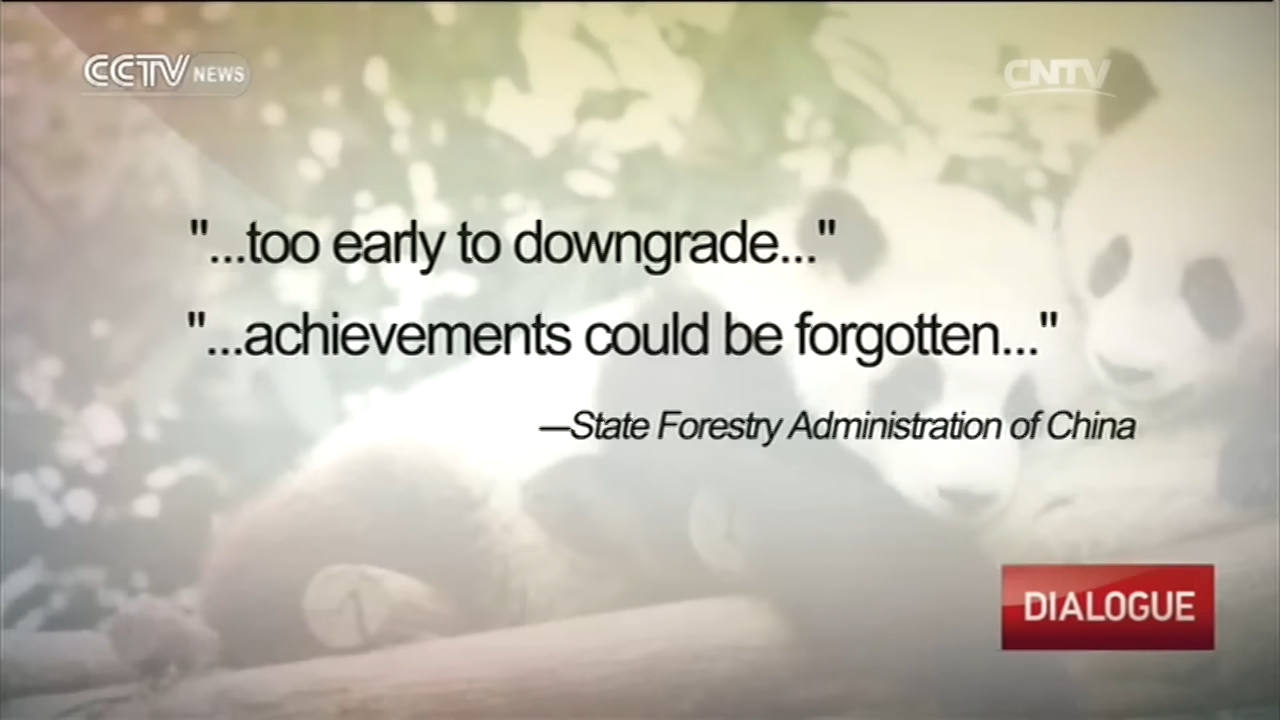 CCTV NEWS
CNTV
"...too early to downgrade..."
"...achievements could be forgotten..."
—State Forestry Administration of China
DIALOGUE